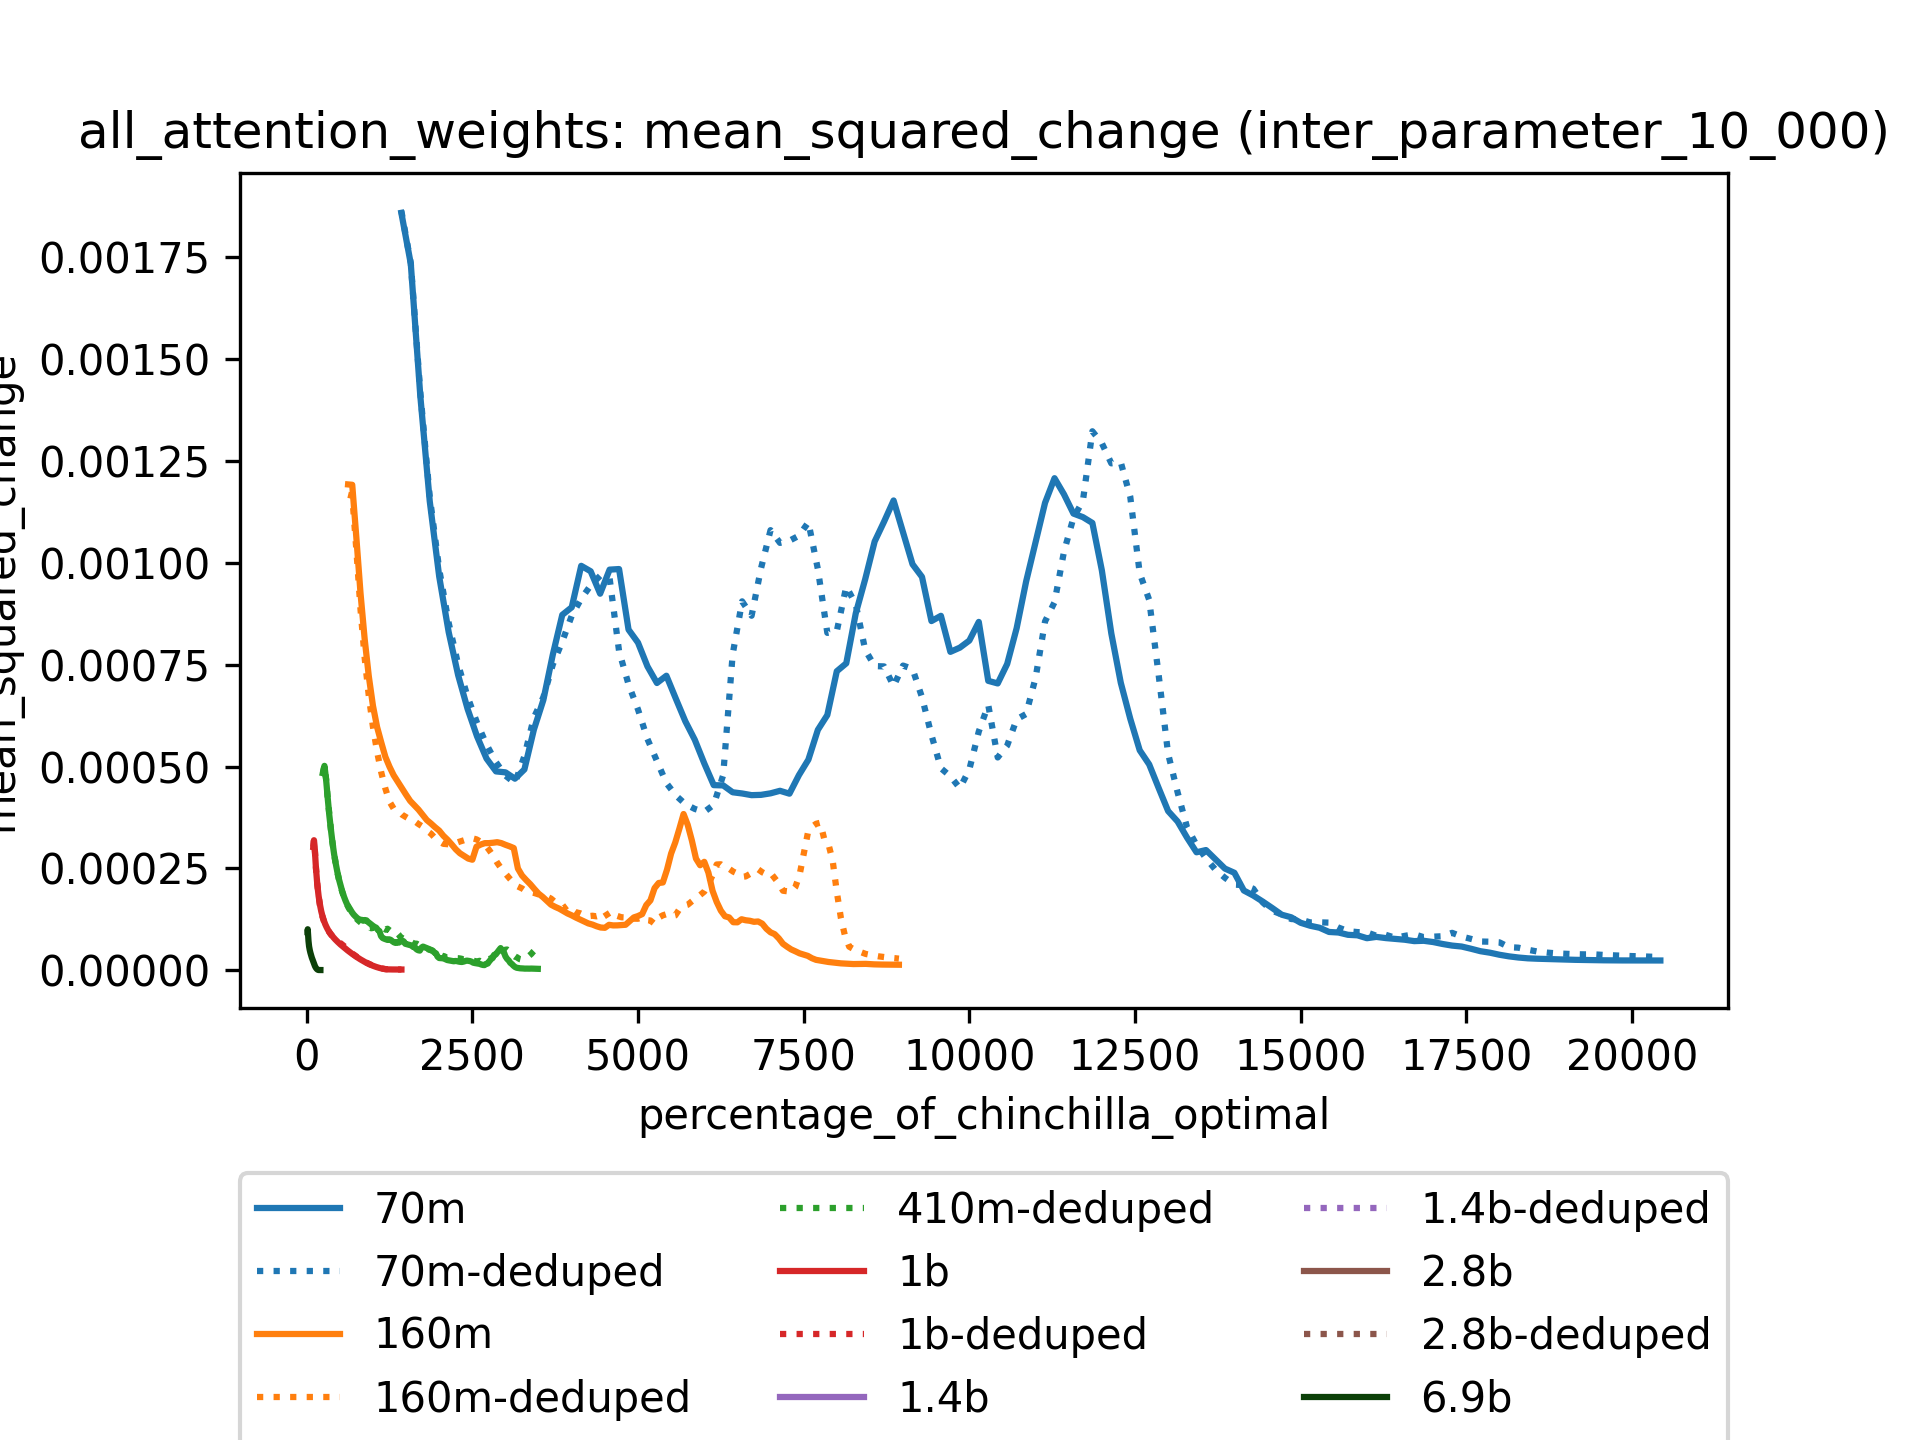 all_attention_weights: mean_squared_change (inter_parameter_10_000)
mean_squared_change
0.00175
0.00150
0.00125
0.00100
0.00075
0.00050
0.00025
0.00000
0 2500 5000 7500 10000 12500 15000 17500 20000
percentage_of_chinchilla_optimal
70m
70m-deduped
160m
160m-deduped
410m-deduped
1b
1b-deduped
1.4b
1.4b-deduped
2.8b
2.8b-deduped
6.9b